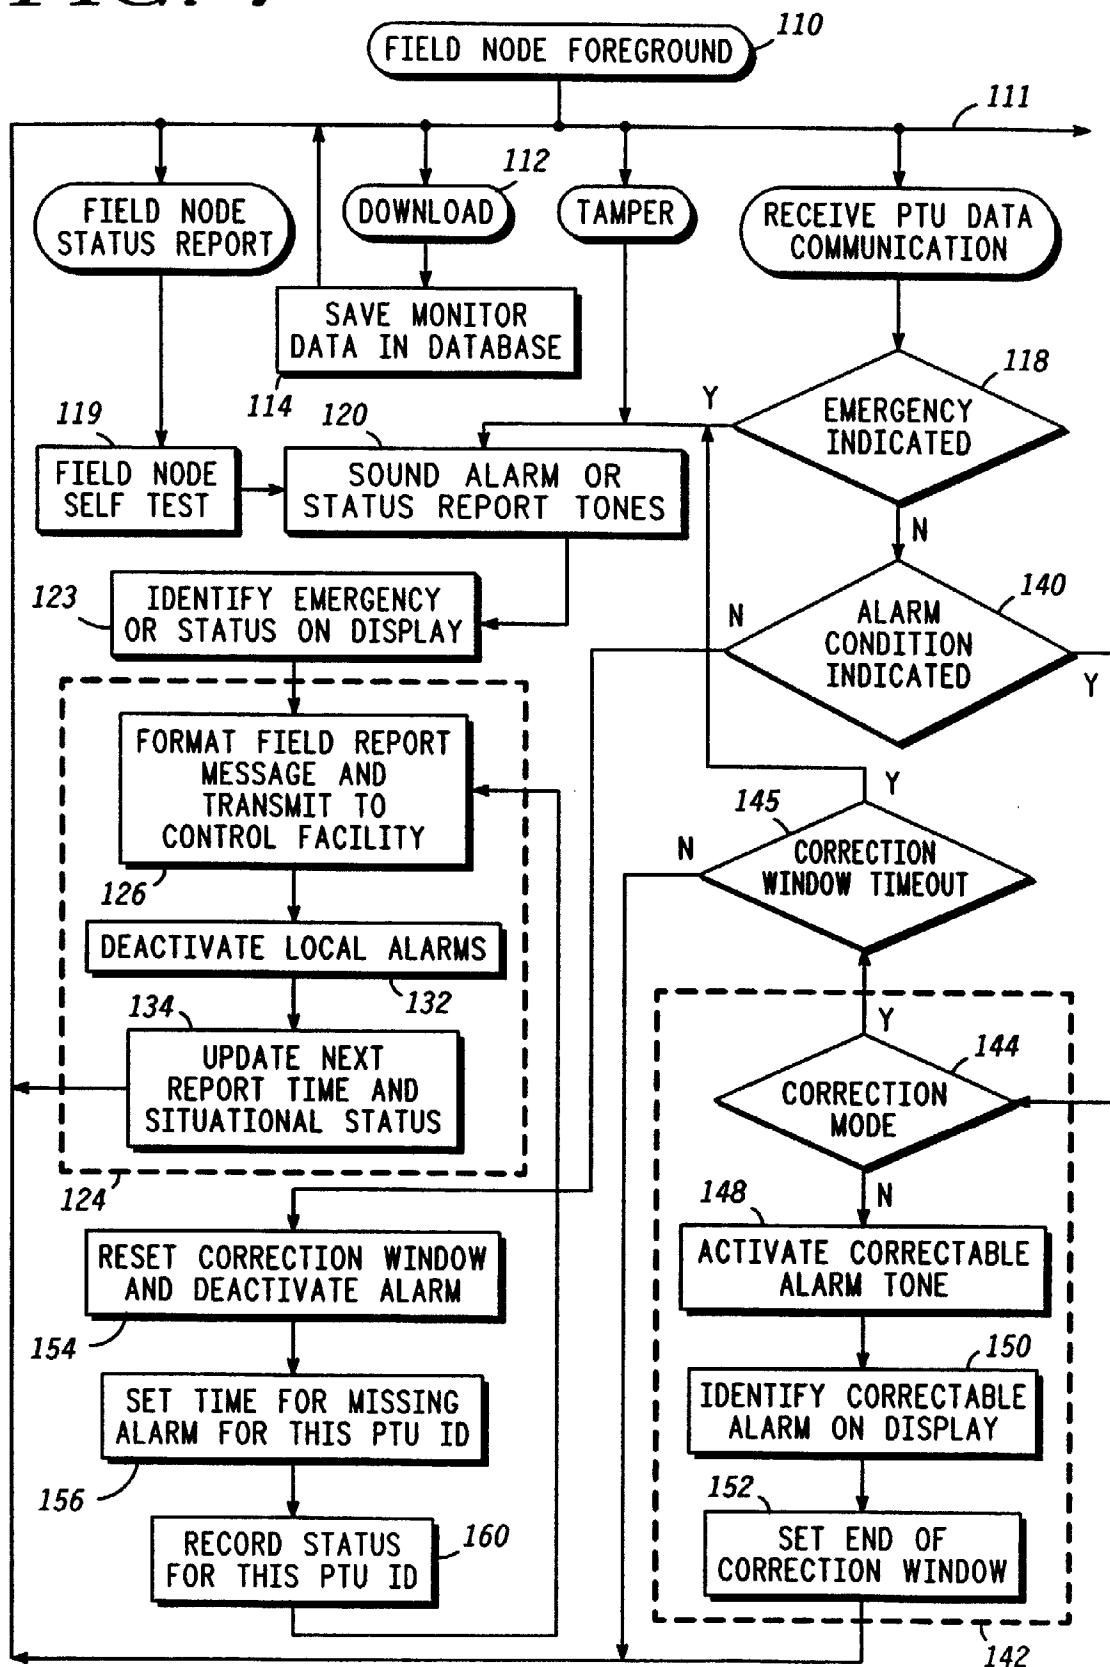 FIELD NODE FOREGROUND
110
111
FIELD NODE
STATUS REPORT
DOWNLOAD
112
TAMPER
RECEIVE PTU DATA
COMMUNICATION
SAVE MONITOR
DATA IN DATABASE
114
118
EMERGENCY
INDICATED
Y
N
119
FIELD NODE
SELF TEST
120
SOUND ALARM OR
STATUS REPORT TONES
123
IDENTIFY EMERGENCY
OR STATUS ON DISPLAY
140
ALARM
CONDITION
INDICATED
N
Y
FORMAT FIELD REPORT
MESSAGE AND
TRANSMIT TO
CONTROL FACILITY
126
145
CORRECTION
WINDOW TIMEOUT
Y
N
DEACTIVATE LOCAL ALARMS
132
134
UPDATE NEXT
REPORT TIME AND
SITUATIONAL STATUS
124
144
CORRECTION
MODE
Y
N
148
ACTIVATE CORRECTABLE
ALARM TONE
RESET CORRECTION WINDOW
AND DEACTIVATE ALARM
154
150
IDENTIFY CORRECTABLE
ALARM ON DISPLAY
SET TIME FOR MISSING
ALARM FOR THIS PTU ID
156
152
SET END OF
CORRECTION WINDOW
RECORD STATUS
FOR THIS PTU ID
160
142